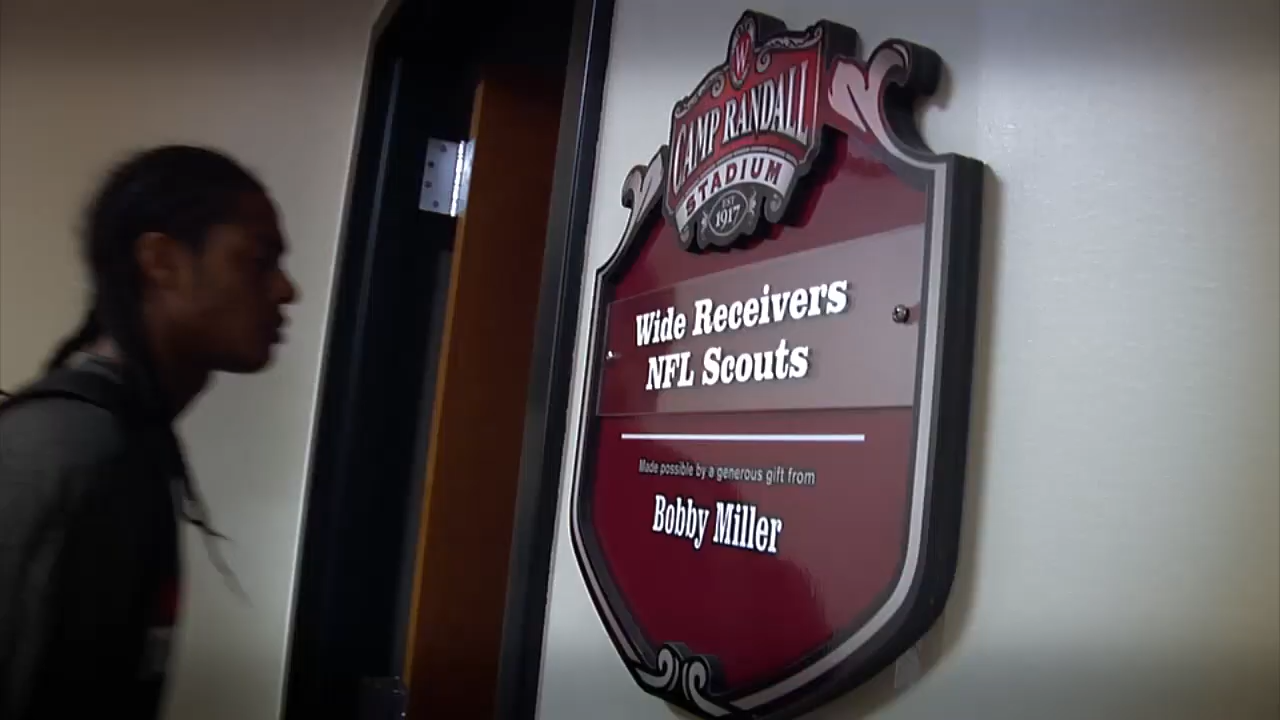 W
CAMP RANDALL
STADIUM
EST
1917
Wide Receivers
NFL Scouts
Made possible by a generous gift from
Bobby Miller